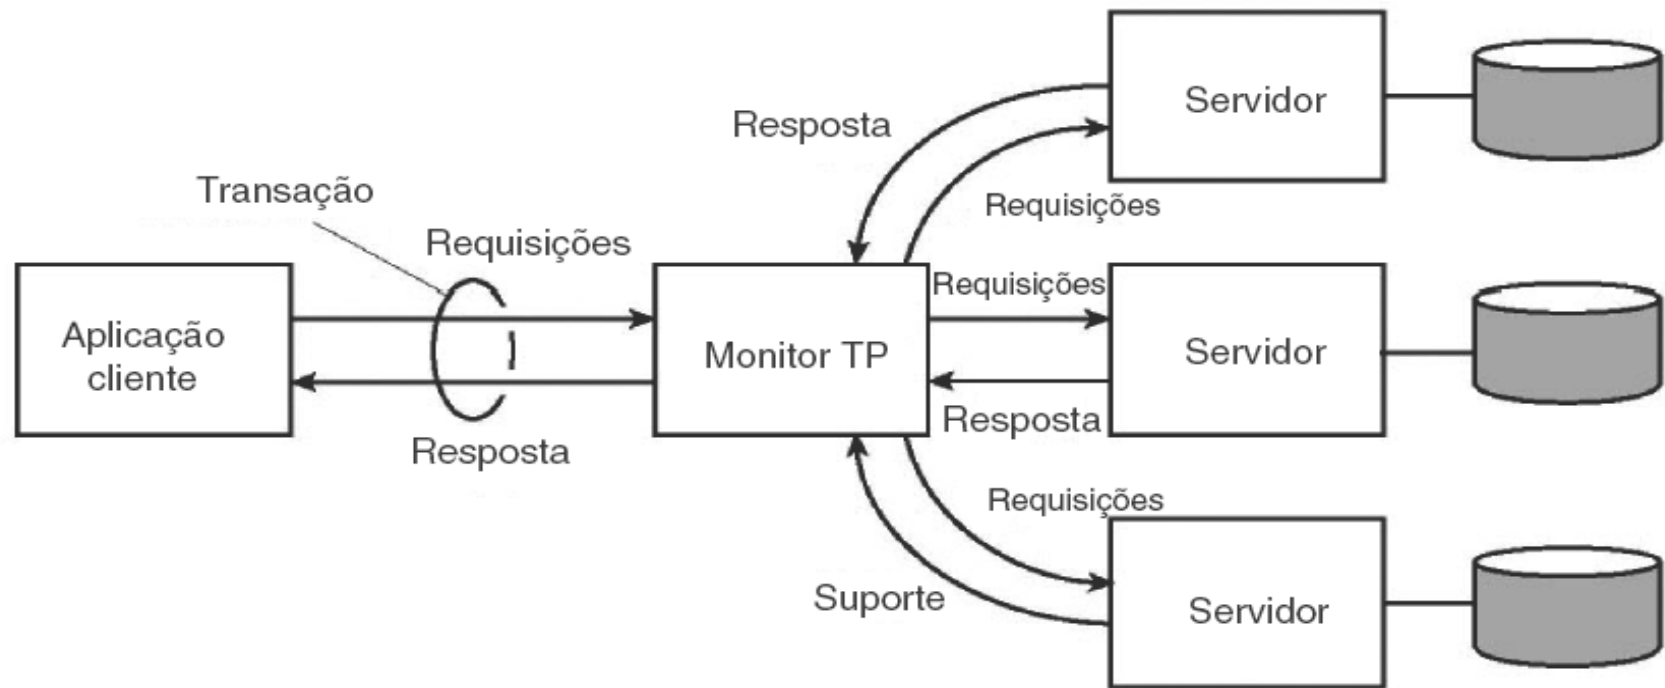 Servidor
Resposta
Transação
Requisições
Requisições
Requisições
Aplicação
cliente
Monitor TP
Servidor
Resposta
Resposta
Requisições
Suporte
Servidor